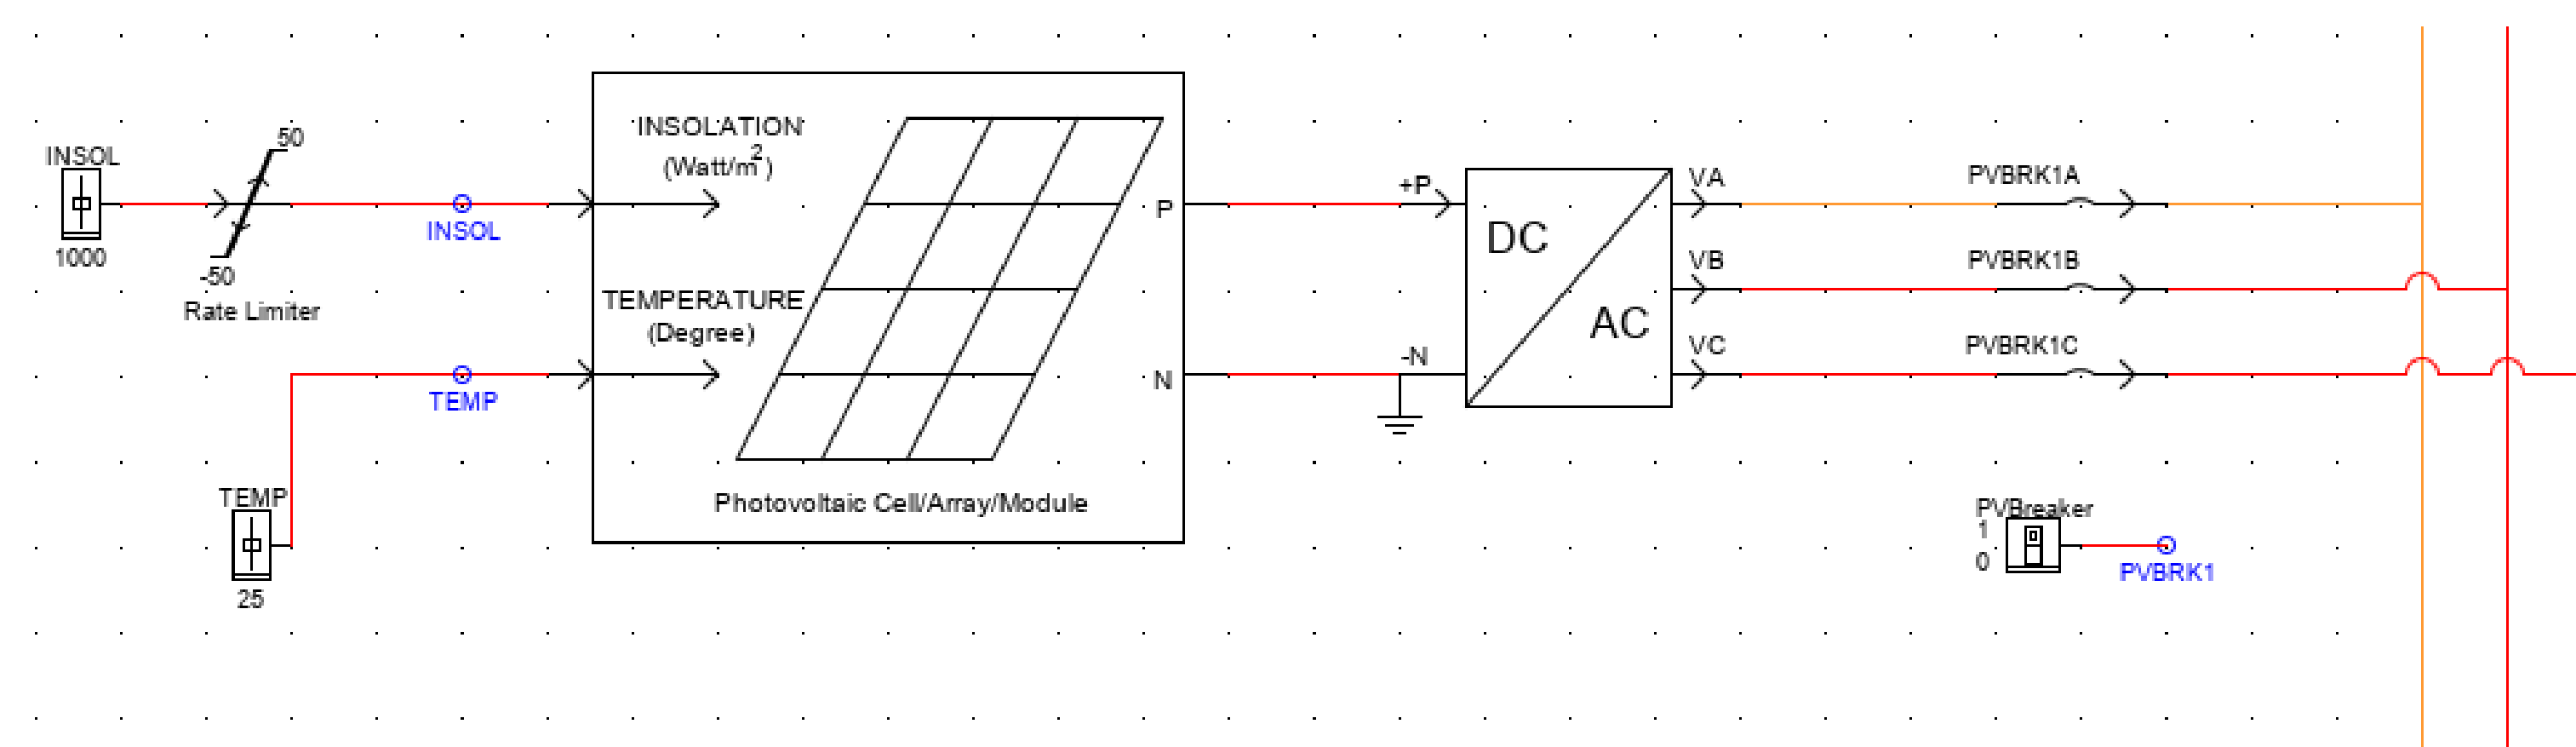 INSOL
1000
50
-50
Rate Limiter
INSOL
TEMP
25
TEMP
INSOLATION
(Watt/m²)
TEMPERATURE
(Degree)
P
N
Photovoltaic Cell/Array/Module
+P
-N
DC
AC
VA
VB
VC
PVBRK1A
PVBRK1B
PVBRK1C
PVBreaker
1
0
PVBRK1